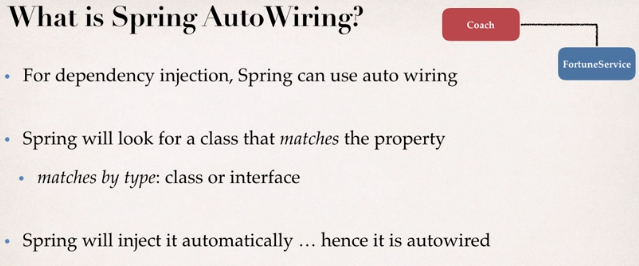 What is Spring AutoWiring?
Coach
FortuneService
• For dependency injection, Spring can use auto wiring
• Spring will look for a class that matches the property
• matches by type: class or interface
• Spring will inject it automatically … hence it is autowired